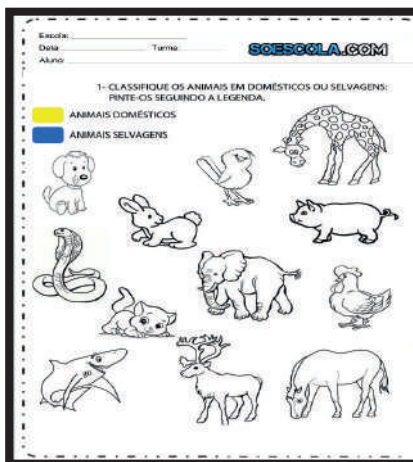 Escola:
Data: Turma:
SOESCOLA.COM
Aluno:
1- CLASSIFIQUE OS ANIMAIS EM DOMÉSTICOS OU SELVAGENS:
PINTE-OS SEGUINDO A LEGENDA.
ANIMAIS DOMÉSTICOS
ANIMAIS SELVAGENS